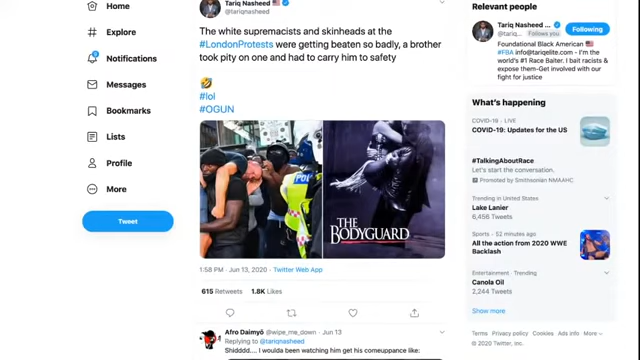 Home
Explore
Notifications
Messages
Bookmarks
Lists
Profile
More
Tweet
Tariq Nasheed
@tariqnasheed
The white supremacists and skinheads at the
#LondonProtests were getting beaten so badly, a brother
took pity on one and had to carry him to safety
#lol
#OGUN
THE
BODYGUARD
1:58 PM · Jun 13, 2020 · Twitter Web App
615 Retweets 1.8K Likes
Afro Daimyō @wipe_me_down · Jun 13
Replying to @tariqnasheed
Shidddd.... I woulda been watching him get his comeuppance like:
Relevant people
Tariq Nasheed ...
@tariq... Follows you
Following
Foundational Black American
#FBA info@tariqelite.com - I'm the
world's #1 Race Baiter. I bait racists &
expose them-Get involved with our
fight for justice
What's happening
COVID-19 · LIVE
COVID-19: Updates for the US
#TalkingAboutRace
Let's start the conversation.
Promoted by Smithsonian NMAAHC
Trending in United States
Lake Lanier
6,456 Tweets
Sports · 52 minutes ago
All the action from 2020 WWE
Backlash
Entertainment · Trending
Canola Oil
2,244 Tweets
Show more
Terms Privacy policy Cookies Ads info More
© 2020 Twitter, Inc.